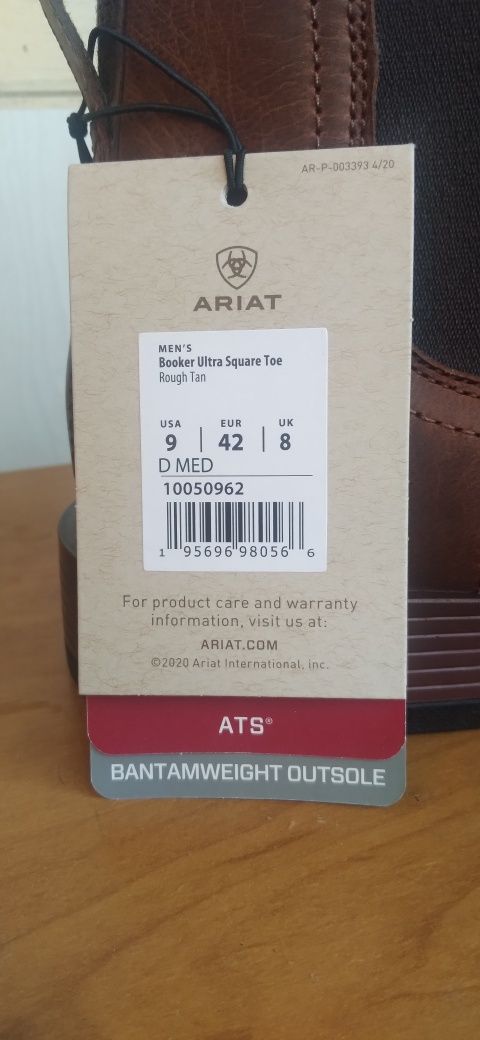 AR-P-003393 4/20
ARIAT
MEN'S
Booker Ultra Square Toe
Rough Tan
USA | EUR | UK
9 | 42 | 8
D MED
10050962
1 95696 98056 6
For product care and warranty
information, visit us at:
ARIAT.COM
©2020 Ariat International, inc.
ATS®
BANTAMWEIGHT OUTSOLE